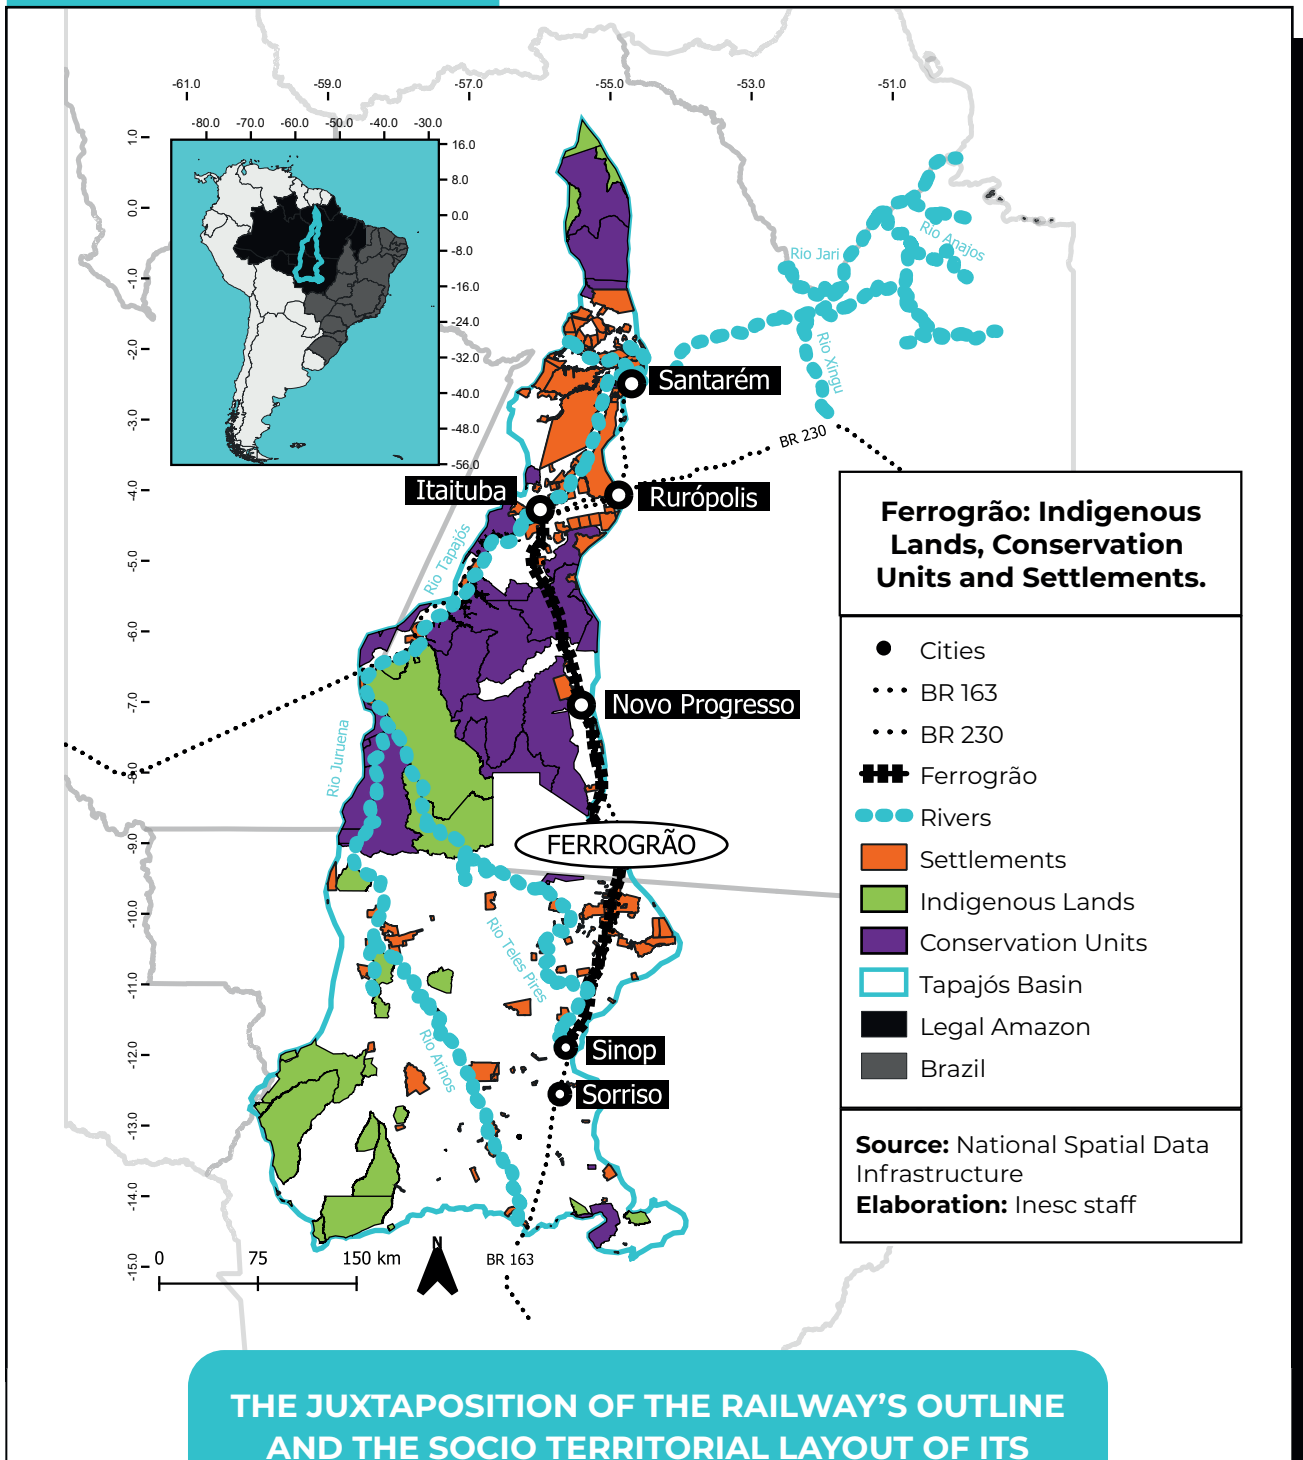 -61.0
-59.0
-57.0
-55.0
-53.0
-51.0
-80.0
-70.0
-60.0
-50.0
-40.0
-30.0
16.0
8.0
0.0
-8.0
-16.0
-24.0
-32.0
-40.0
-48.0
-56.0
1.0
0.0
-1.0
-2.0
-3.0
-4.0
-5.0
-6.0
-7.0
-8.0
-9.0
-10.0
-11.0
-12.0
-13.0
-14.0
-15.0
Rio Jari
Rio Anajos
Rio Xingu
Santarém
BR 230
Itaituba
Rurópolis
Rio Tapajós
Novo Progresso
Rio Juruena
FERROGRÃO
Rio Teles Pires
Rio Arinos
Sinop
Sorriso
BR 163
0 75 150 km
N
Ferrogrão: Indigenous
Lands, Conservation
Units and Settlements.
Cities
BR 163
BR 230
Ferrogrão
Rivers
Settlements
Indigenous Lands
Conservation Units
Tapajós Basin
Legal Amazon
Brazil
Source: National Spatial Data
Infrastructure
Elaboration: Inesc staff
THE JUXTAPOSITION OF THE RAILWAY'S OUTLINE
AND THE SOCIO TERRITORIAL LAYOUT OF ITS